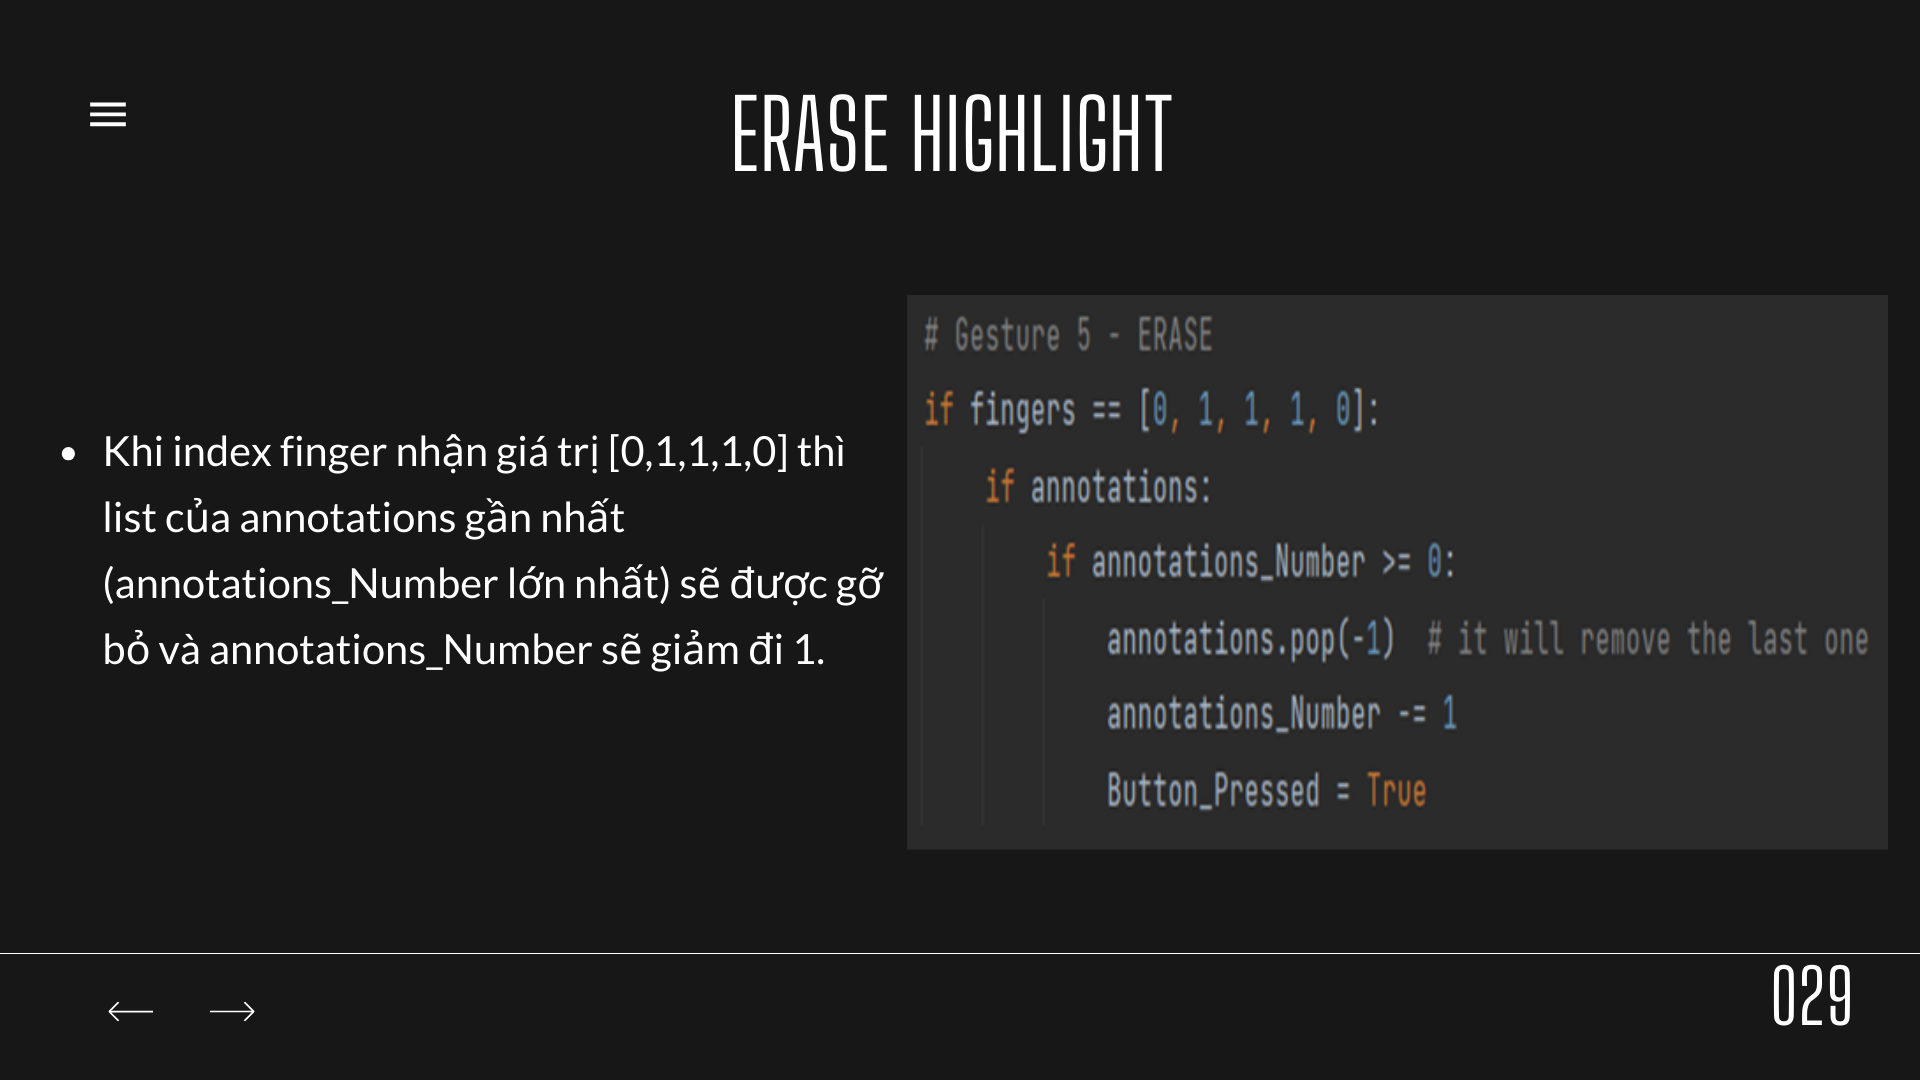 ERASE HIGHLIGHT
• Khi index finger nhận giá trị [0,1,1,1,0] thì
list của annotations gần nhất
(annotations_Number lớn nhất) sẽ được gỡ
bỏ và annotations_Number sẽ giảm đi 1.
# Gesture 5 - ERASE
if fingers == [0, 1, 1, 1, 0]:
    if annotations:
        if annotations_Number >= 0:
            annotations.pop(-1)  # it will remove the last one
            annotations_Number -= 1
            Button_Pressed = True
029